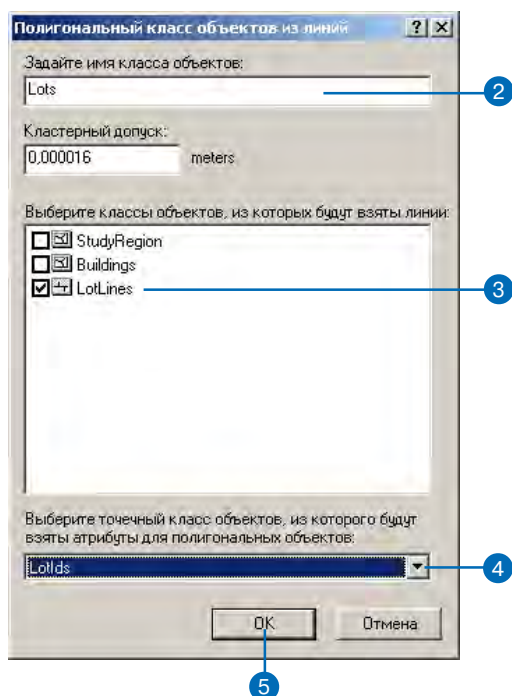 Полигональный класс объектов из линий
? X
Задайте имя класса объектов:
Lots
2
Кластерный допуск:
0,000016 meters
Выберите классы объектов, из которых будут взяты линии:
StudyRegion
Buildings
LotLines
3
Выберите точечный класс объектов, из которого будут
взяты атрибуты для полигональных объектов:
LotIds
4
OK Отмена
5